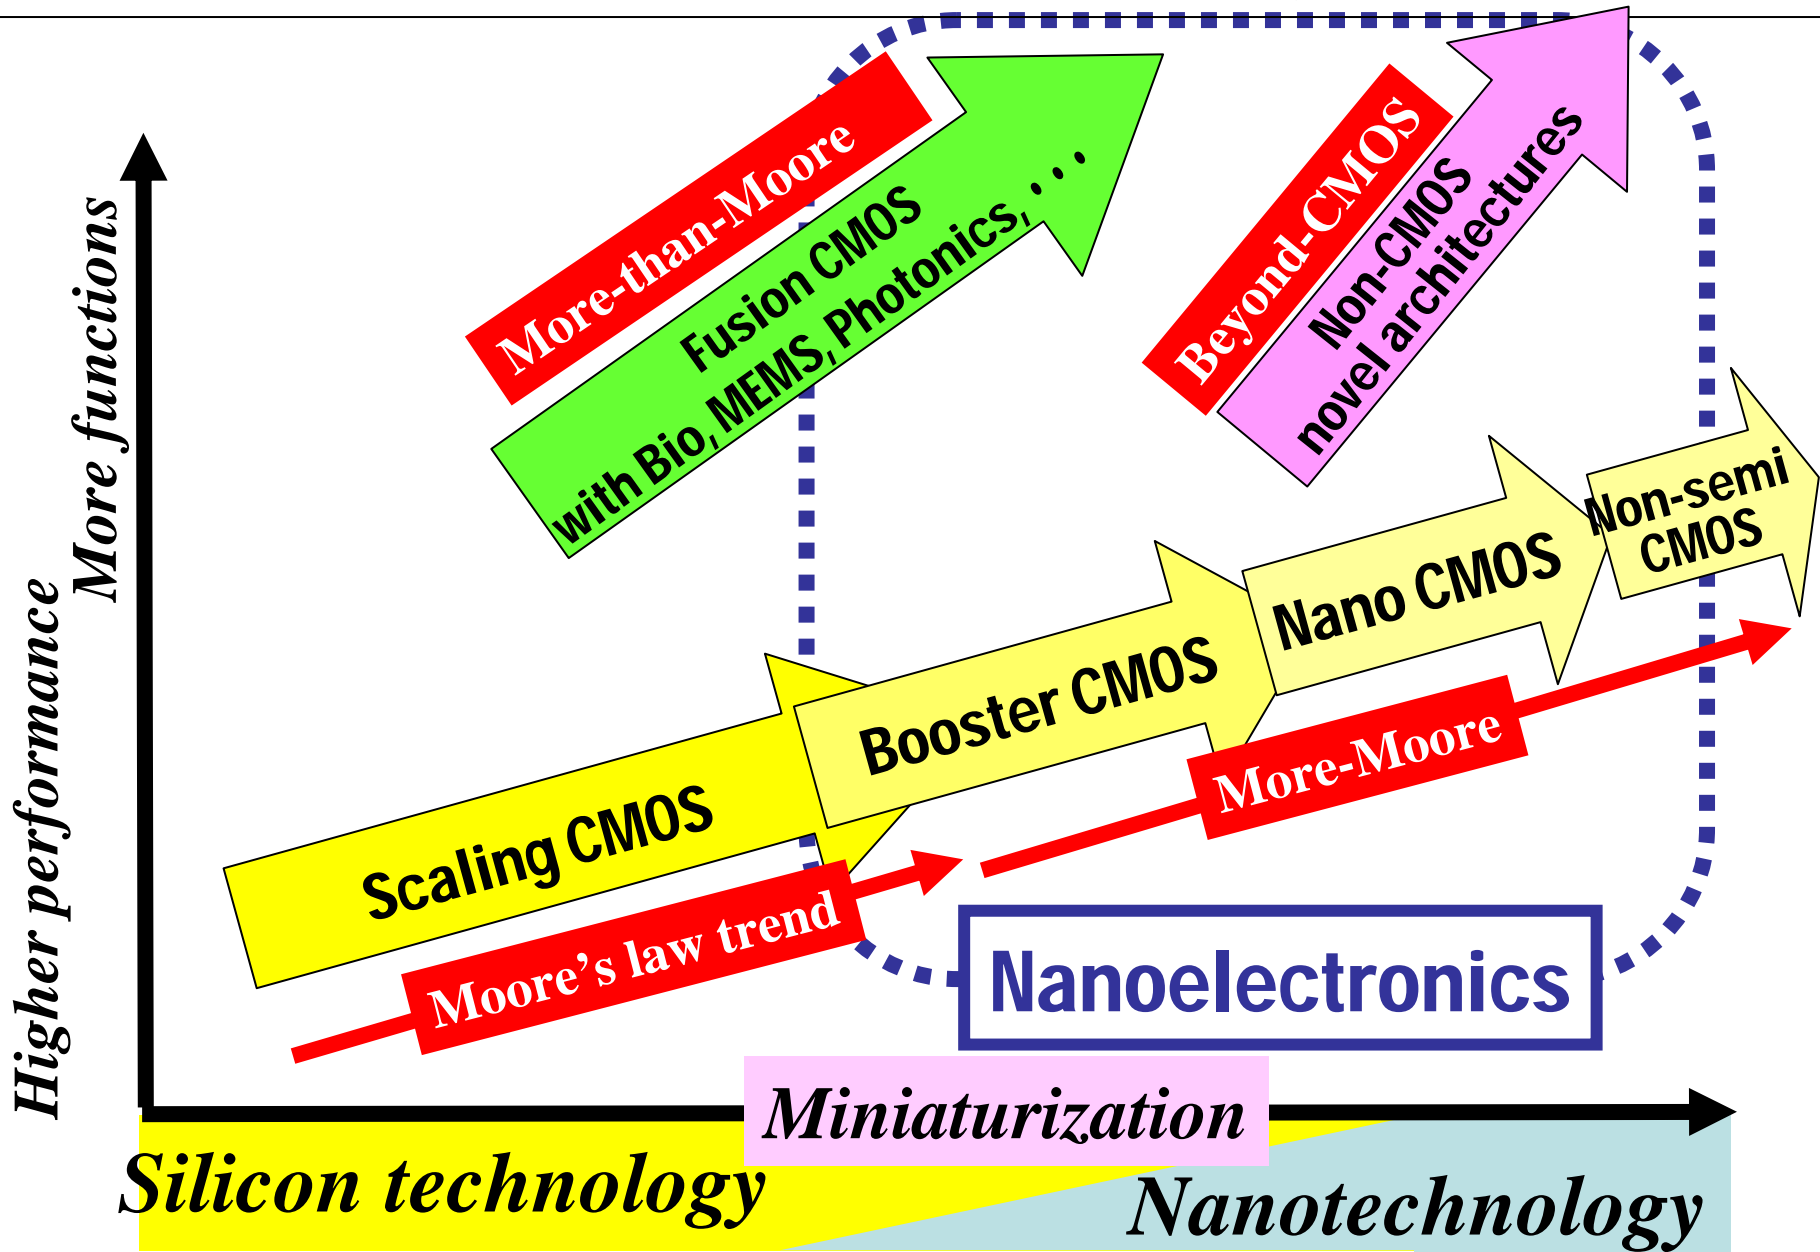 More-than-Moore
Fusion CMOS
with Bio, MEMS, Photonics, . . .
Beyond-CMOS
Non-CMOS
novel architectures
More functions
Higher performance
Non-semi
CMOS
Nano CMOS
Booster CMOS
Scaling CMOS
More-Moore
Moore’s law trend
Nanoelectronics
Miniaturization
Silicon technology
Nanotechnology